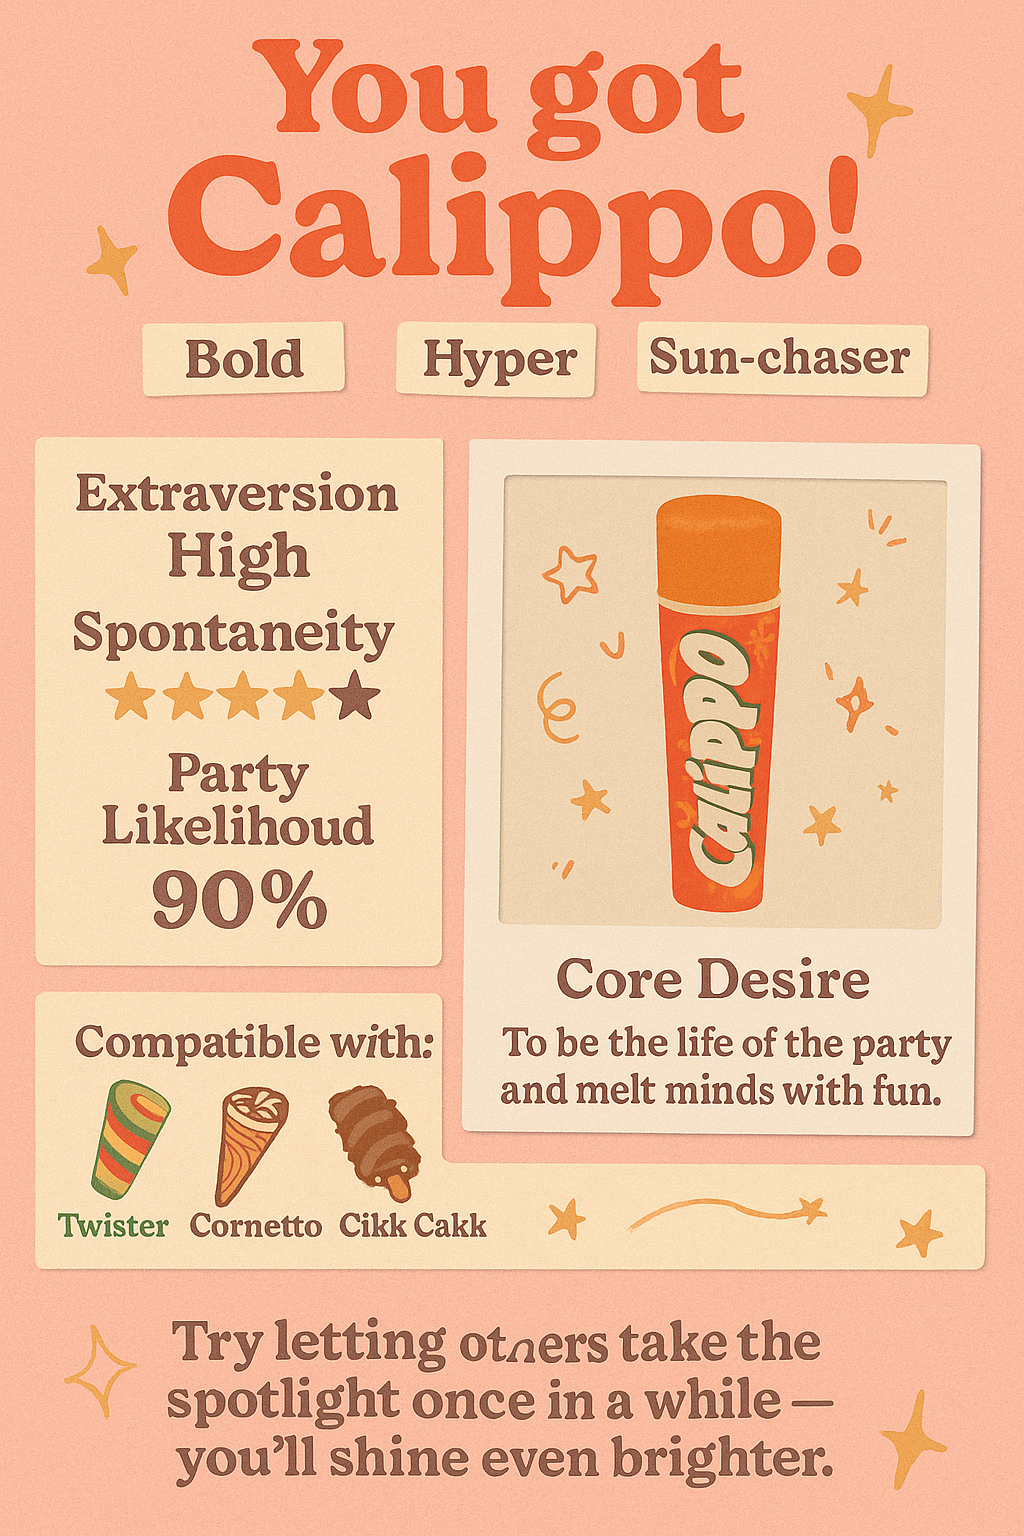 You got
Calippo!
Bold
Hyper
Sun-chaser
Extraversion
High
Spontaneity
Party
Likelihoud
90%
CALIPPO
Core Desire
To be the life of the party
and melt minds with fun.
Compatible with:
Twister
Cornetto
Cikk Cakk
Try letting others take the
spotlight once in a while —
you'll shine even brighter.